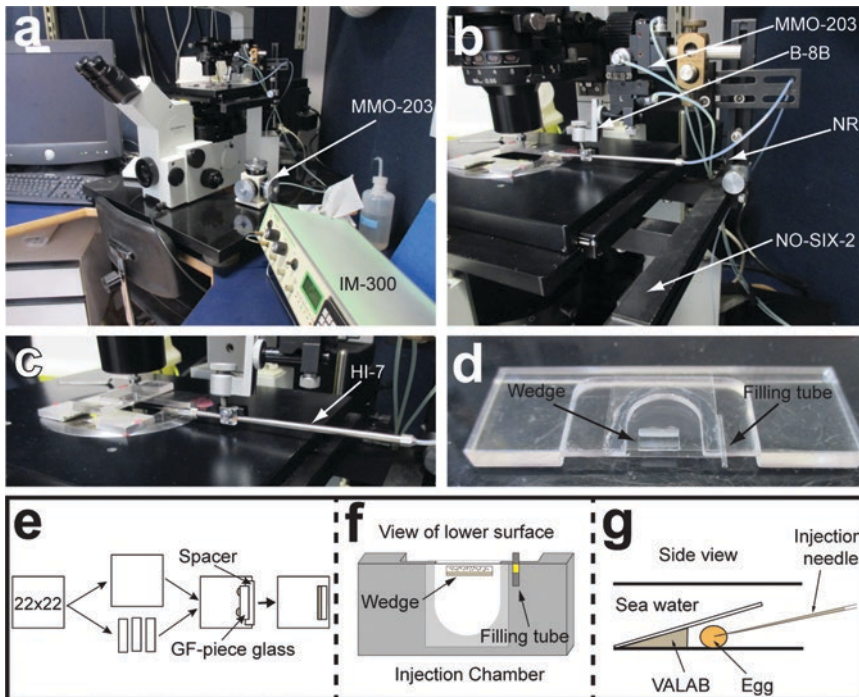 a
MMO-203
IM-300
b
MMO-203
B-8B
NR
NO-SIX-2
c
HI-7
d
Wedge
Filling tube
e
22x22
Spacer
GF-piece glass
f
View of lower surface
Wedge
Filling tube
Injection Chamber
g
Side view
Injection
needle
Sea water
VALAB
Egg